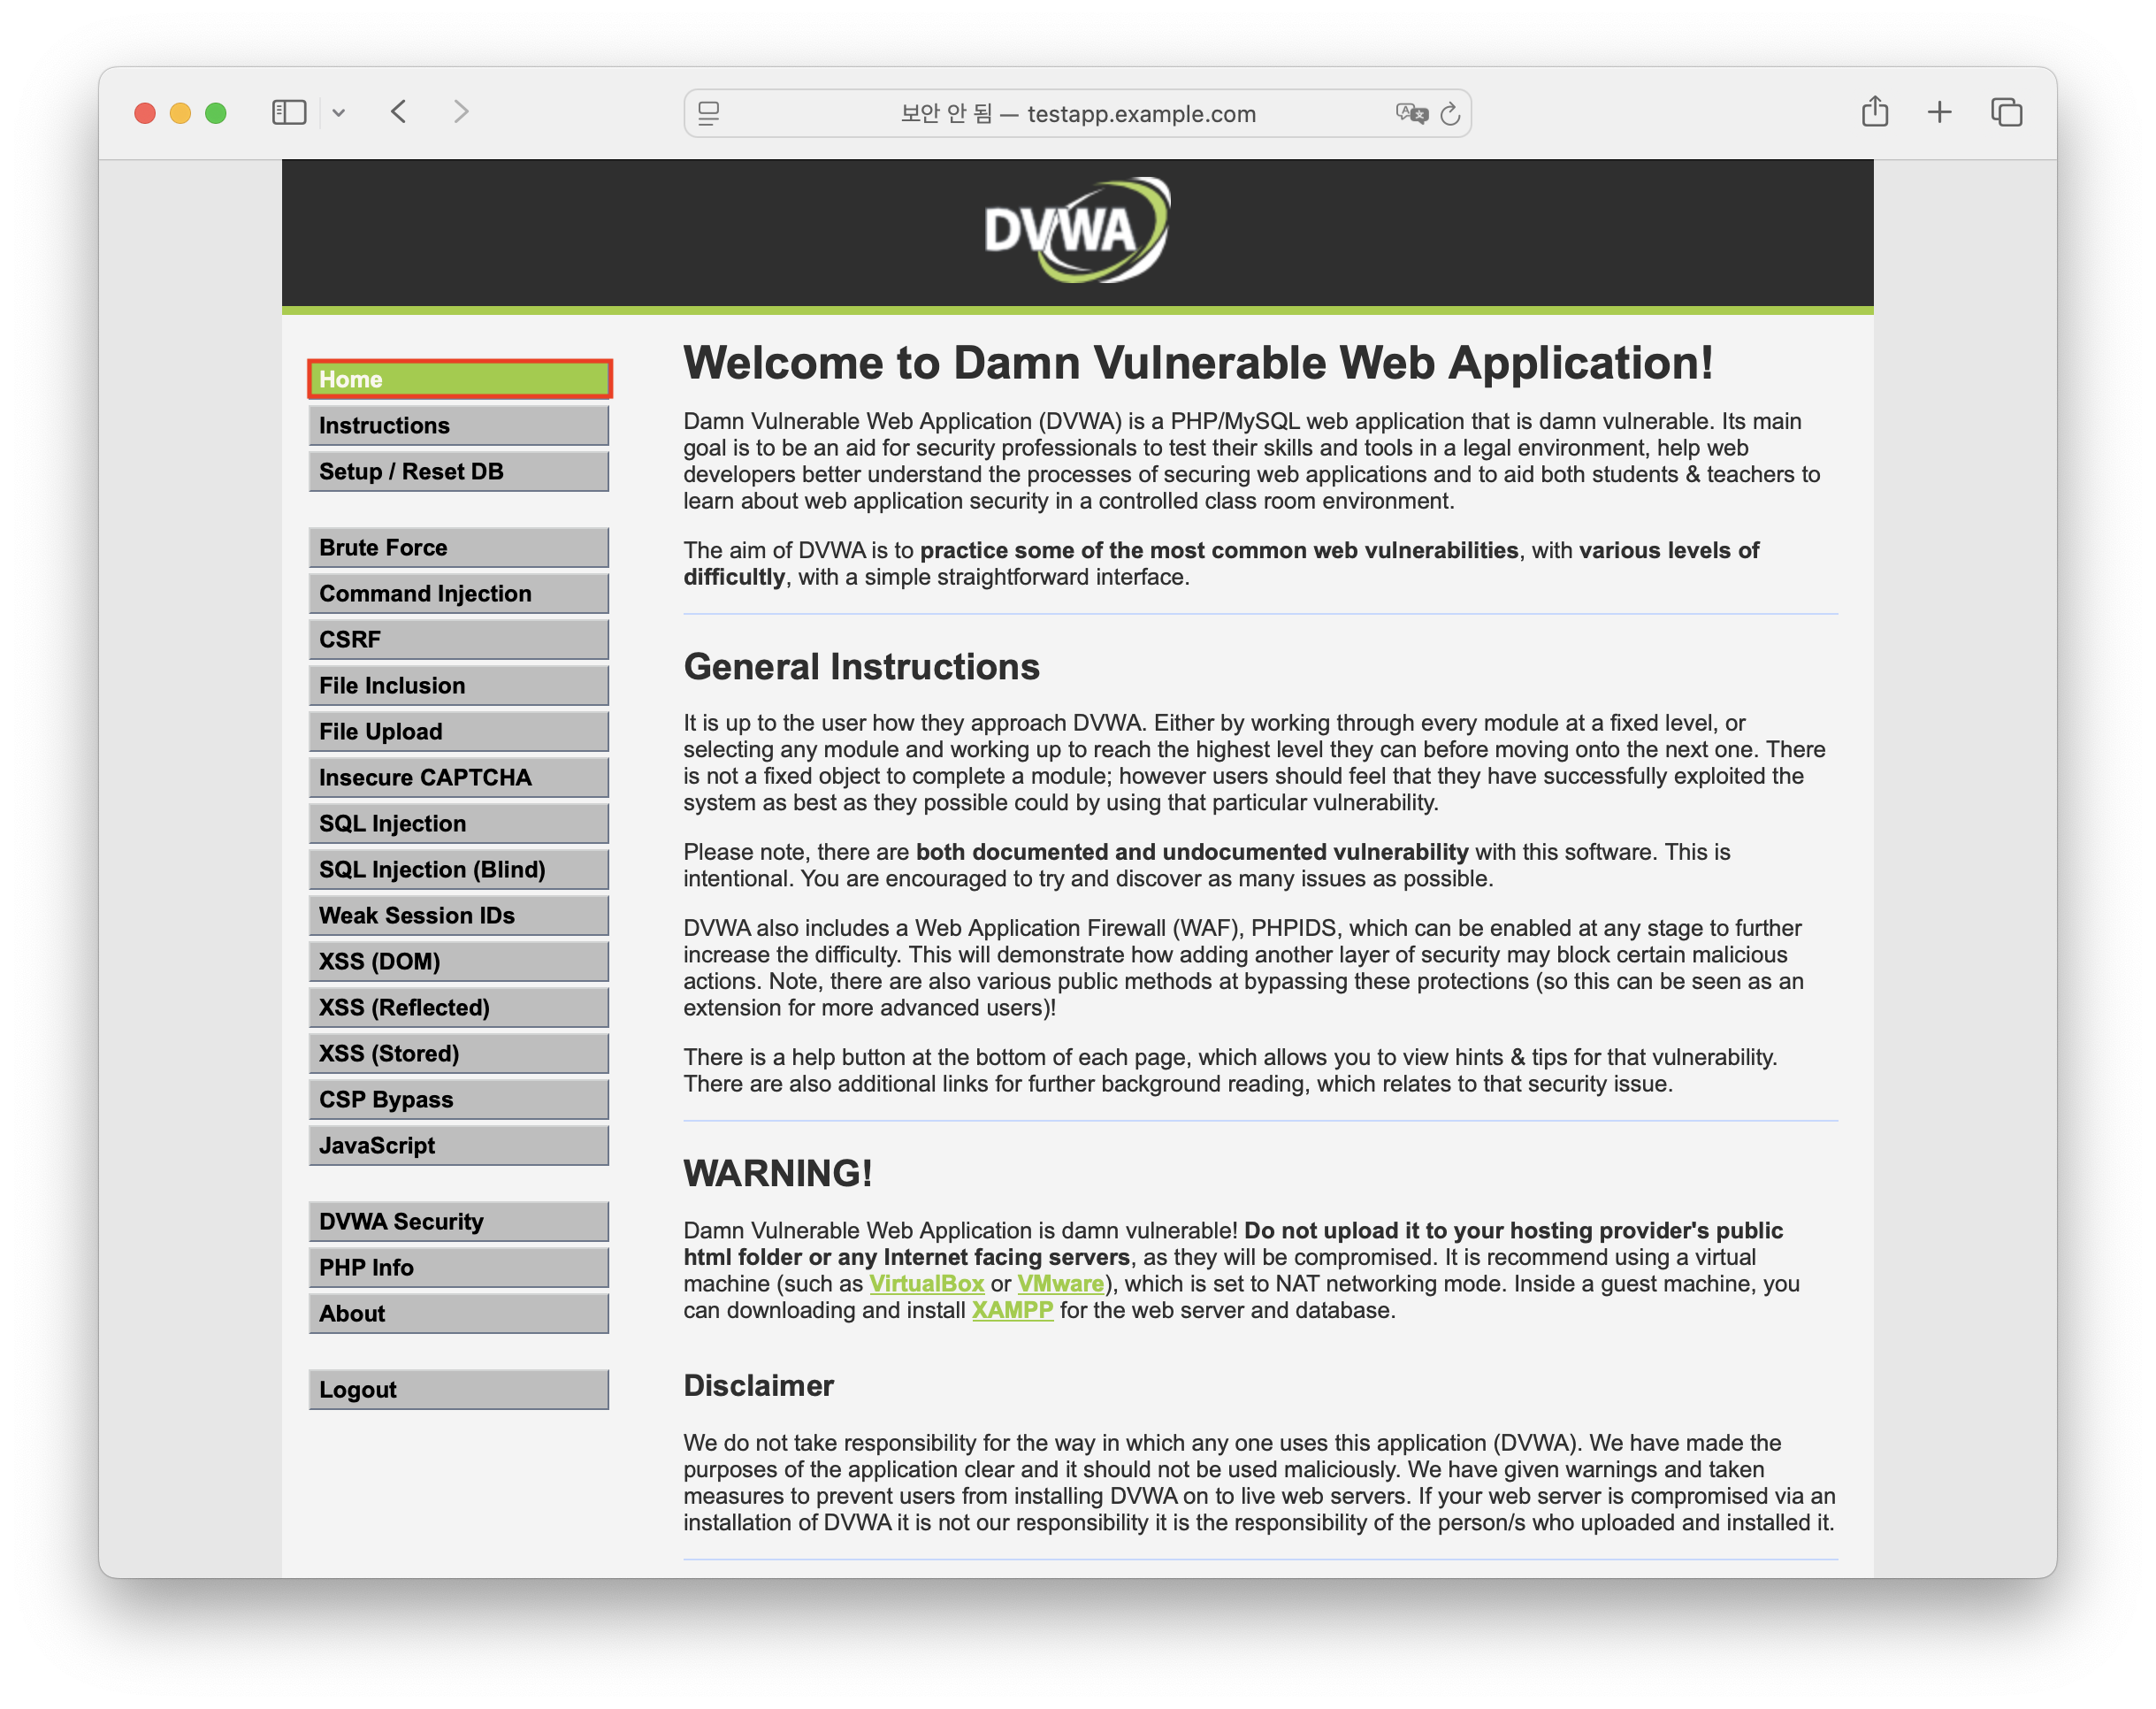 보안 안 됨 — testapp.example.com
DVWA
Home
Instructions
Setup / Reset DB
Brute Force
Command Injection
CSRF
File Inclusion
File Upload
Insecure CAPTCHA
SQL Injection
SQL Injection (Blind)
Weak Session IDs
XSS (DOM)
XSS (Reflected)
XSS (Stored)
CSP Bypass
JavaScript
DVWA Security
PHP Info
About
Logout
Welcome to Damn Vulnerable Web Application!
Damn Vulnerable Web Application (DVWA) is a PHP/MySQL web application that is damn vulnerable. Its main
goal is to be an aid for security professionals to test their skills and tools in a legal environment, help web
developers better understand the processes of securing web applications and to aid both students & teachers to
learn about web application security in a controlled class room environment.
The aim of DVWA is to practice some of the most common web vulnerabilities, with various levels of
difficultly, with a simple straightforward interface.
General Instructions
It is up to the user how they approach DVWA. Either by working through every module at a fixed level, or
selecting any module and working up to reach the highest level they can before moving onto the next one. There
is not a fixed object to complete a module; however users should feel that they have successfully exploited the
system as best as they possible could by using that particular vulnerability.
Please note, there are both documented and undocumented vulnerability with this software. This is
intentional. You are encouraged to try and discover as many issues as possible.
DVWA also includes a Web Application Firewall (WAF), PHPIDS, which can be enabled at any stage to further
increase the difficulty. This will demonstrate how adding another layer of security may block certain malicious
actions. Note, there are also various public methods at bypassing these protections (so this can be seen as an
extension for more advanced users)!
There is a help button at the bottom of each page, which allows you to view hints & tips for that vulnerability.
There are also additional links for further background reading, which relates to that security issue.
WARNING!
Damn Vulnerable Web Application is damn vulnerable! Do not upload it to your hosting provider's public
html folder or any Internet facing servers, as they will be compromised. It is recommend using a virtual
machine (such as VirtualBox or VMware), which is set to NAT networking mode. Inside a guest machine, you
can downloading and install XAMPP for the web server and database.
Disclaimer
We do not take responsibility for the way in which any one uses this application (DVWA). We have made the
purposes of the application clear and it should not be used maliciously. We have given warnings and taken
measures to prevent users from installing DVWA on to live web servers. If your web server is compromised via an
installation of DVWA it is not our responsibility it is the responsibility of the person/s who uploaded and installed it.